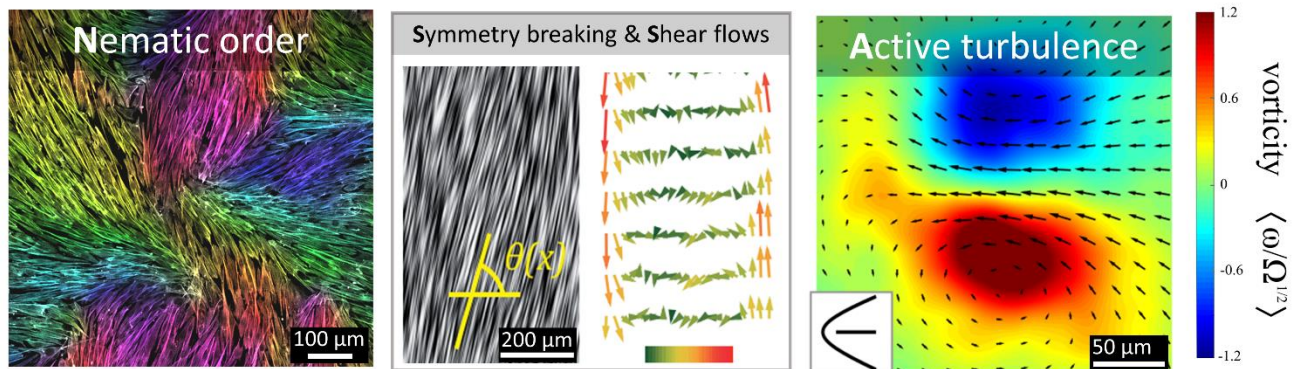 Nematic order
100 μm
Symmetry breaking & Shear flows
θ(x)
200 μm
Active turbulence
50 μm
1.2
0.6
0
-0.6
-1.2
vorticity ⟨ω/Ω^1/2⟩